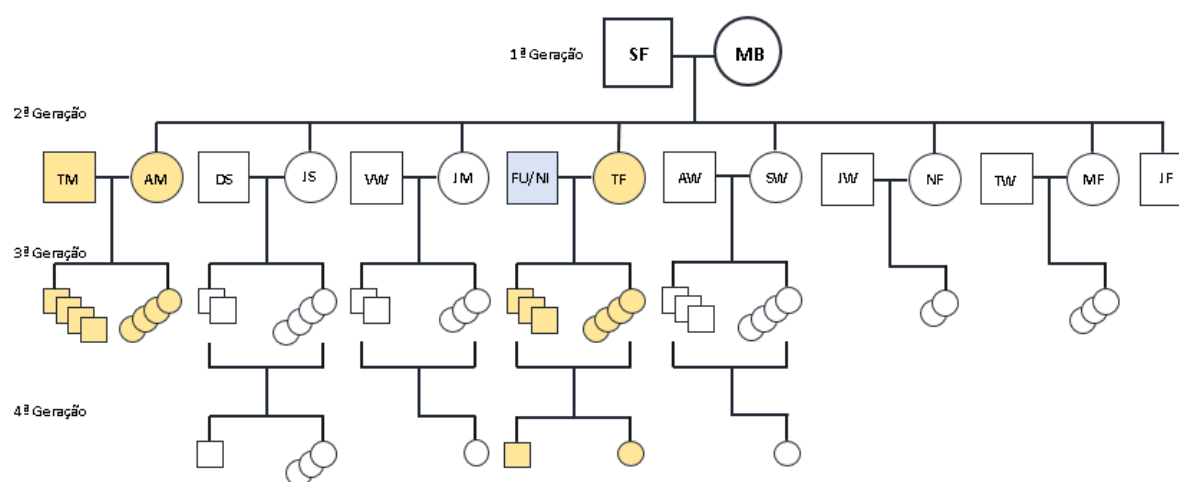 1ª Geração SF MB
2ª Geração
TM AM DS JS VW JM FU/NI TF AW SW JW NF TW MF JF
3ª Geração
4ª Geração